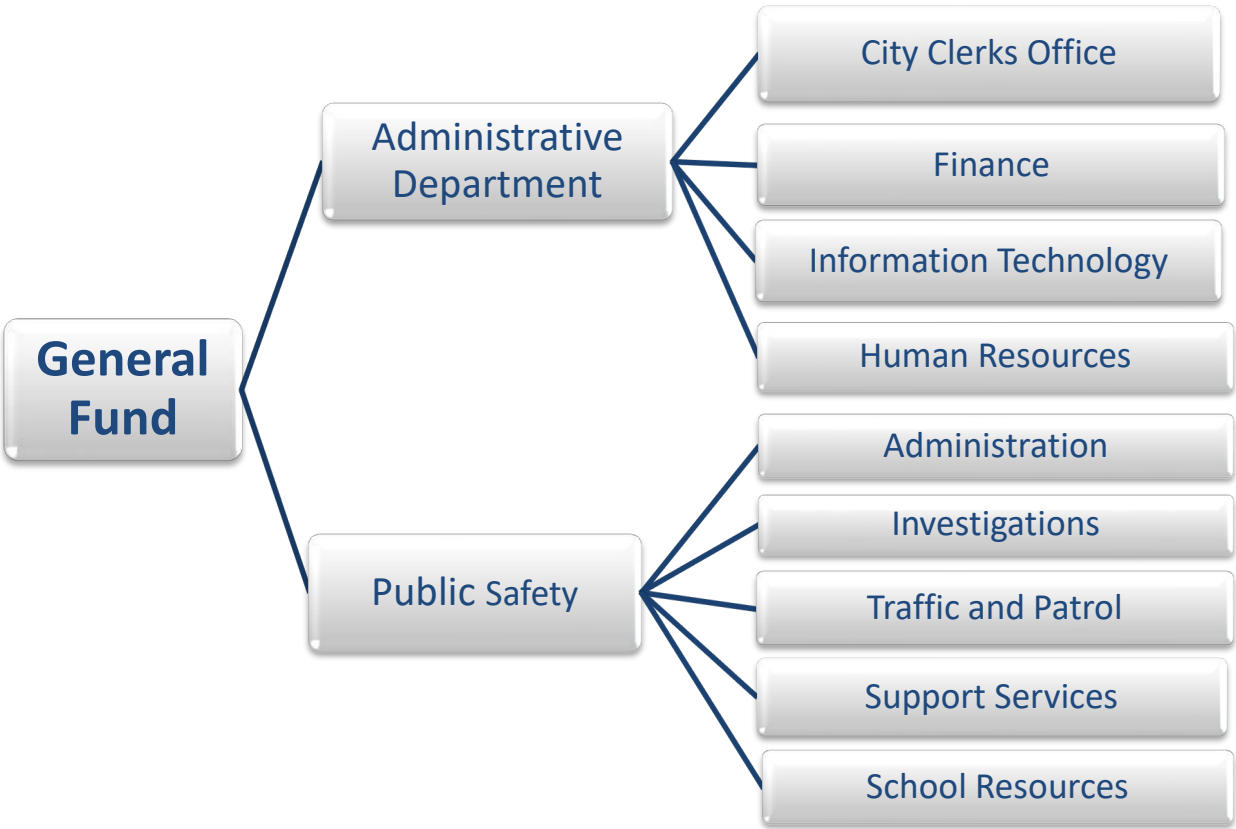 General
Fund
Administrative
Department
City Clerks Office
Finance
Information Technology
Human Resources
Public Safety
Administration
Investigations
Traffic and Patrol
Support Services
School Resources